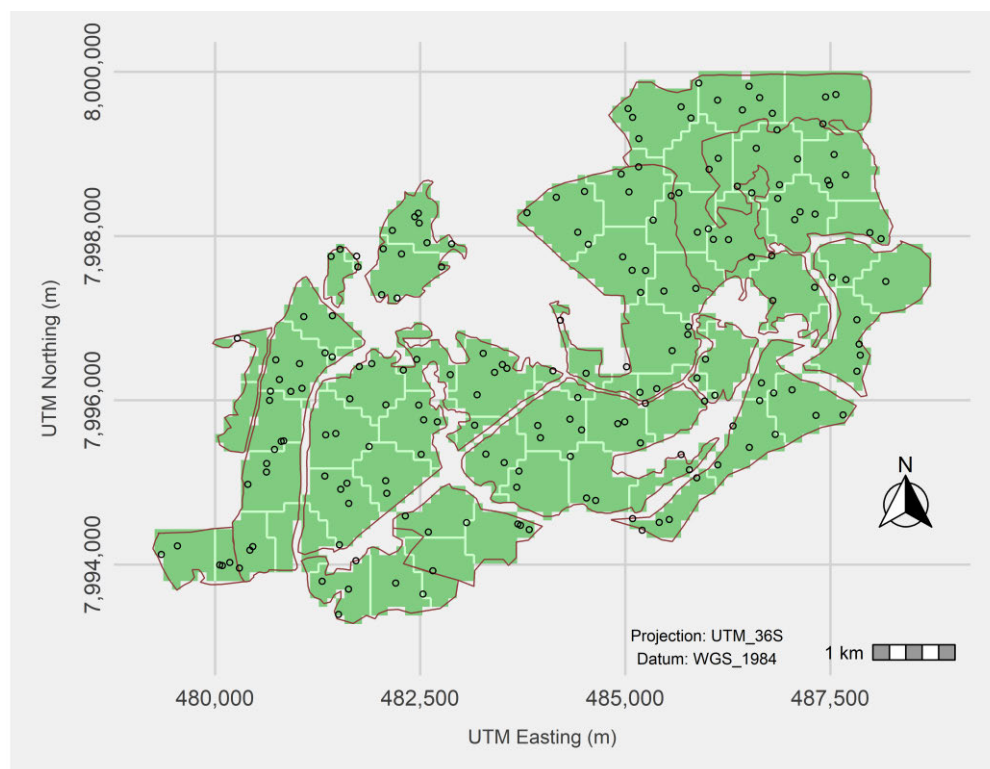 8,000,000
7,998,000
7,996,000
7,994,000
UTM Northing (m)
N
Projection: UTM_36S
Datum: WGS_1984
1 km
480,000
482,500
485,000
487,500
UTM Easting (m)